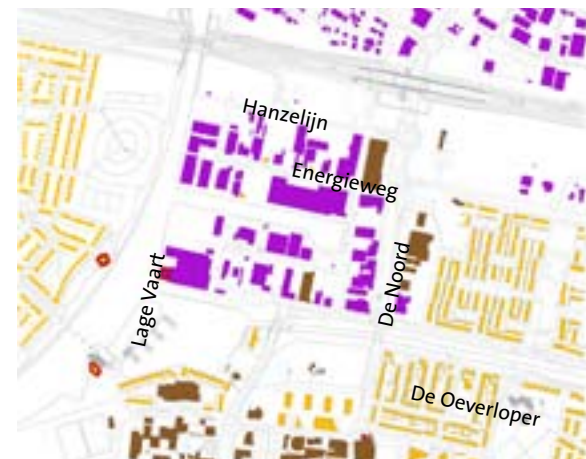 Hanzelijn
Energieweg
De Noord
Lage Vaart
De Oeverloper